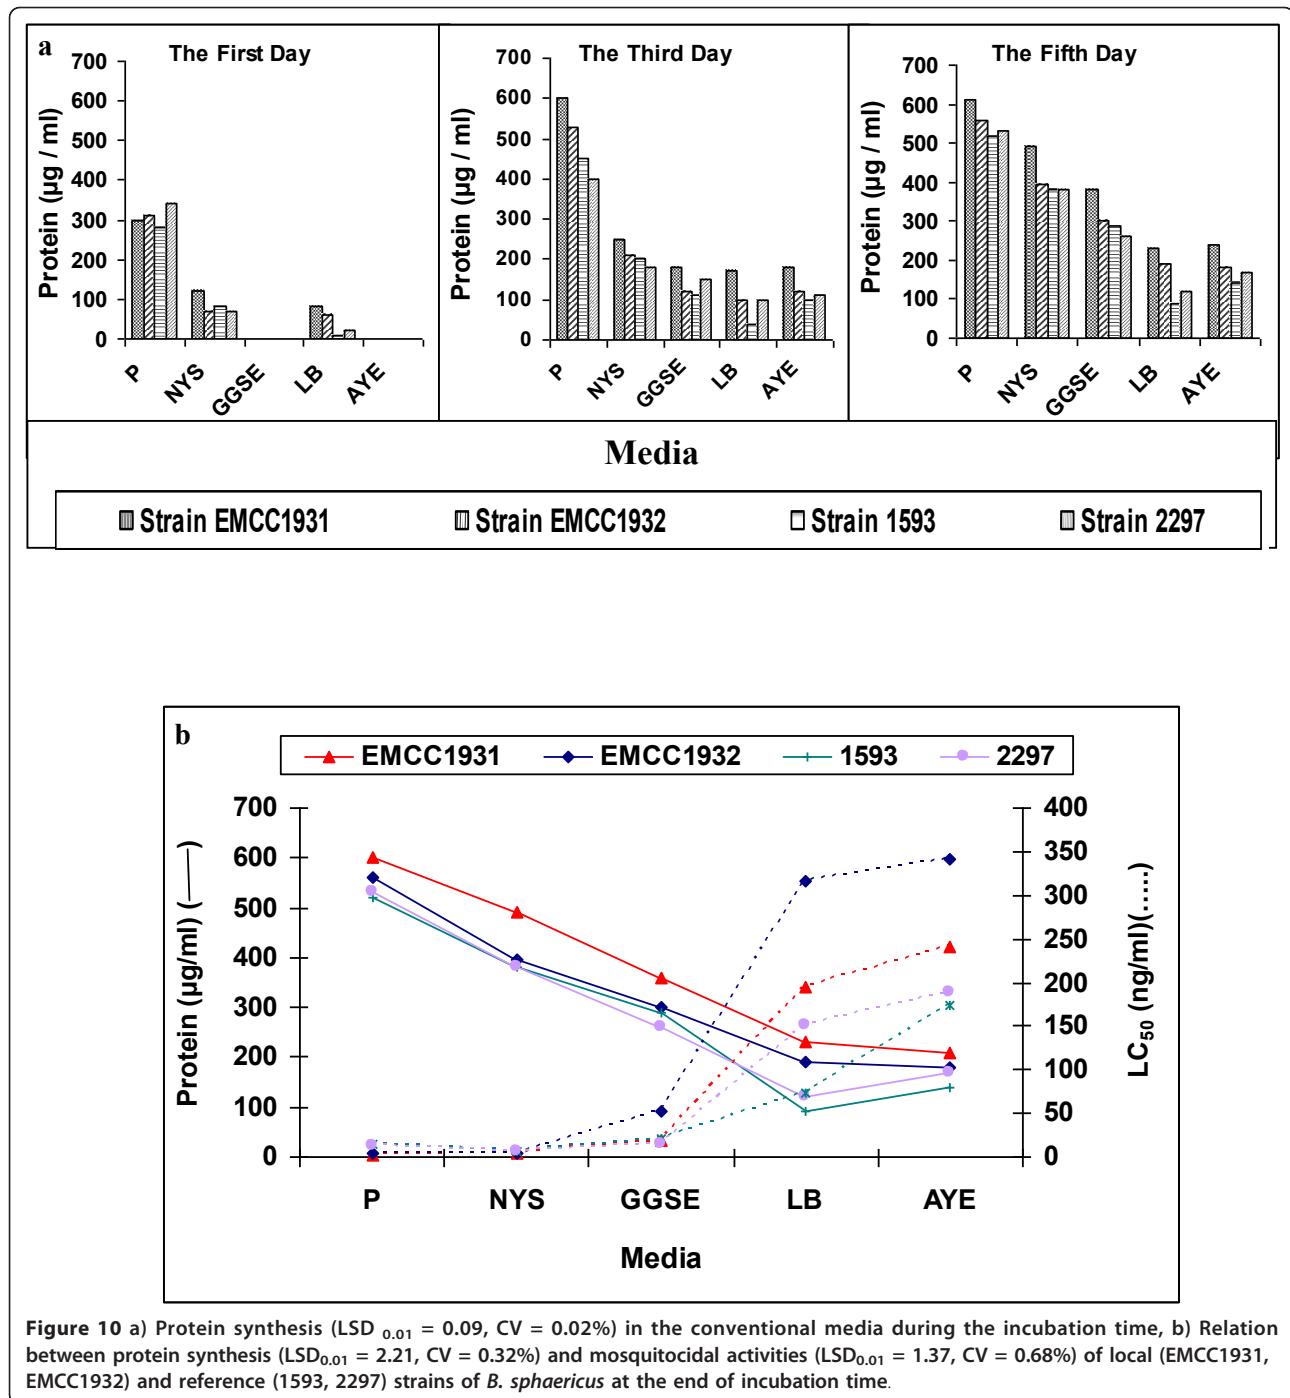 a
The First Day
The Third Day
The Fifth Day
Protein (µg / ml)
700
600
500
400
300
200
100
0
P
NYS
GGSE
LB
AYE
Protein (µg / ml)
700
600
500
400
300
200
100
0
P
NYS
GGSE
LB
AYE
Protein (µg / ml)
700
600
500
400
300
200
100
0
P
NYS
GGSE
LB
AYE
Media
Strain EMCC1931 Strain EMCC1932 Strain 1593 Strain 2297
b
EMCC1931 EMCC1932 1593 2297
Protein (µg/ml) (——)
700
600
500
400
300
200
100
0
400
350
300
250
200
150
100
50
0
LC50 (ng/ml)(.....)
P NYS GGSE LB AYE
Media
Figure 10 a) Protein synthesis (LSD 0.01 = 0.09, CV = 0.02%) in the conventional media during the incubation time, b) Relation
between protein synthesis (LSD0.01 = 2.21, CV = 0.32%) and mosquitocidal activities (LSD0.01 = 1.37, CV = 0.68%) of local (EMCC1931,
EMCC1932) and reference (1593, 2297) strains of B. sphaericus at the end of incubation time.